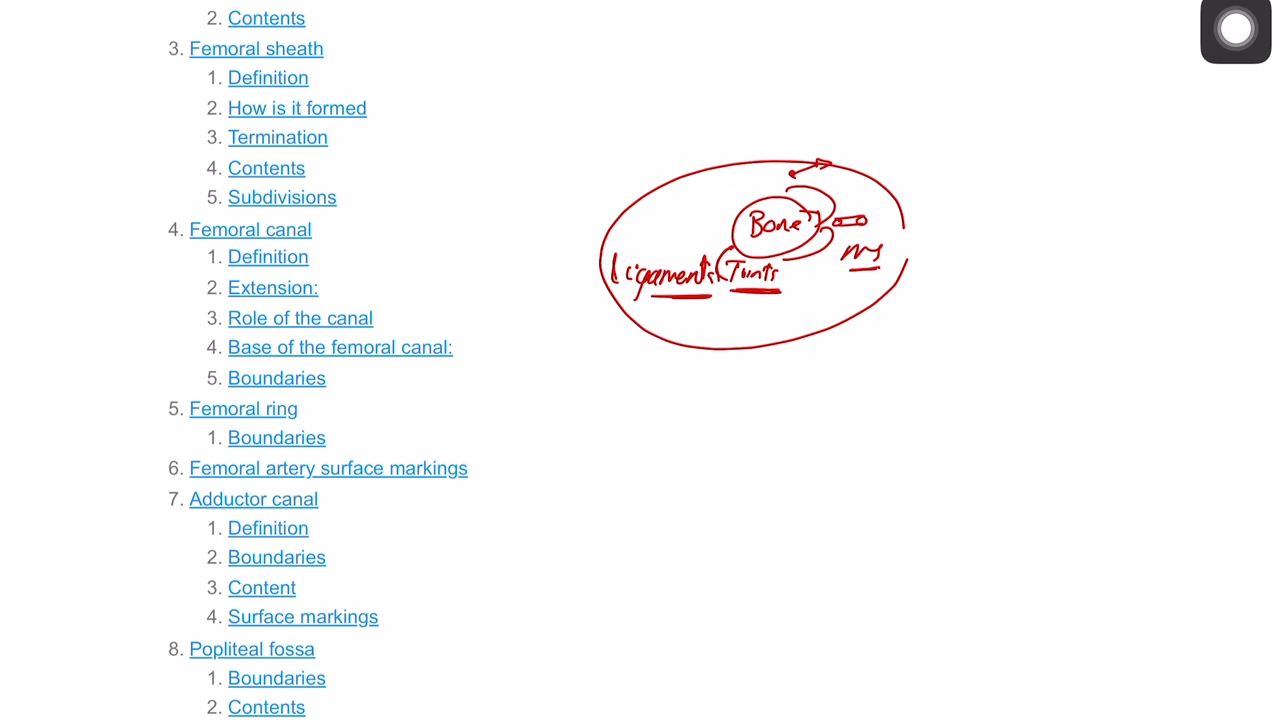 2. Contents
3. Femoral sheath
1. Definition
2. How is it formed
3. Termination
4. Contents
5. Subdivisions
4. Femoral canal
1. Definition
2. Extension:
3. Role of the canal
4. Base of the femoral canal:
5. Boundaries
5. Femoral ring
1. Boundaries
6. Femoral artery surface markings
7. Adductor canal
1. Definition
2. Boundaries
3. Content
4. Surface markings
8. Popliteal fossa
1. Boundaries
2. Contents
Bone
Ligaments